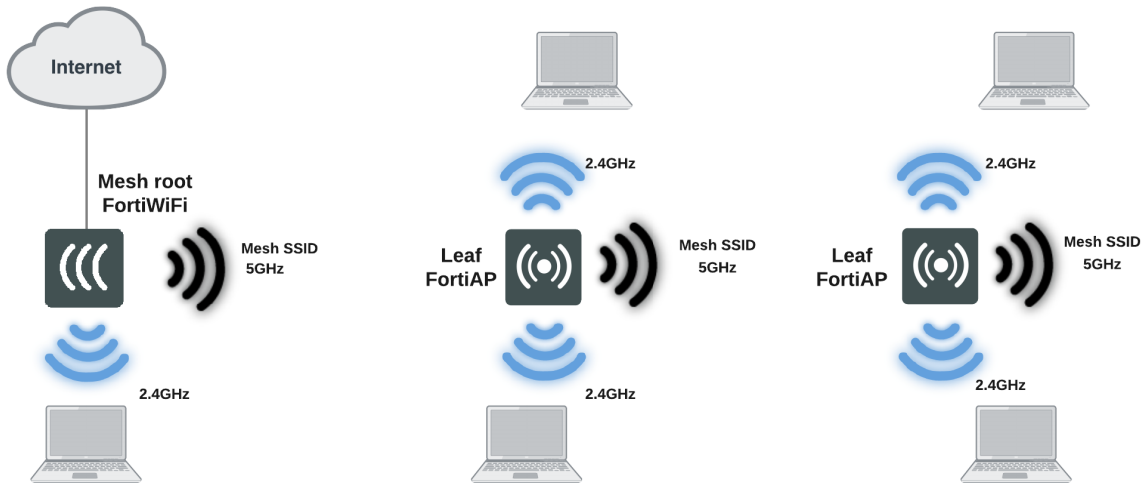 Internet
Mesh root
FortiWiFi
Mesh SSID
5GHz
2.4GHz
2.4GHz
Leaf
FortiAP
Mesh SSID
5GHz
2.4GHz
2.4GHz
Leaf
FortiAP
Mesh SSID
5GHz
2.4GHz